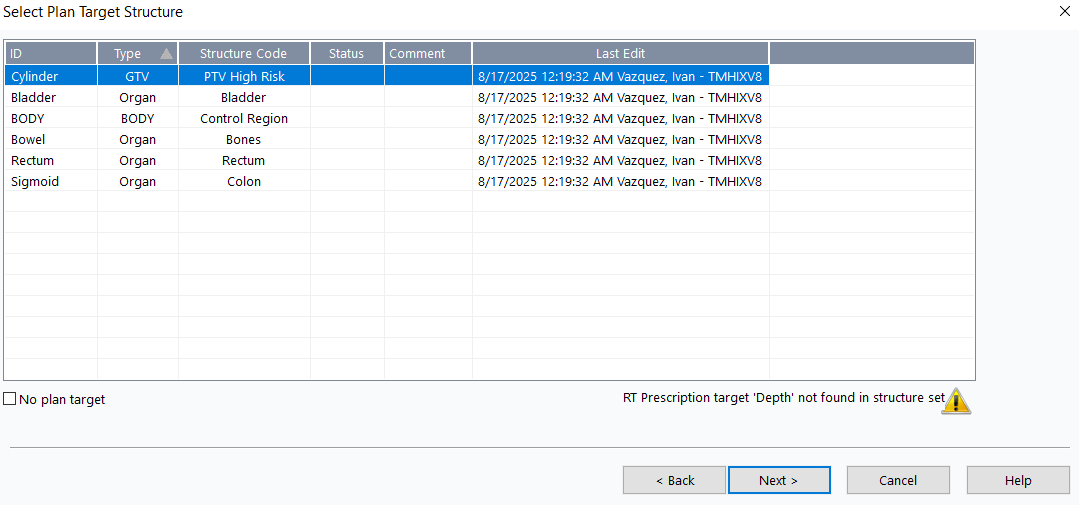 Select Plan Target Structure
ID Type Structure Code Status Comment Last Edit
Cylinder GTV PTV High Risk 8/17/2025 12:19:32 AM Vazquez, Ivan - TMHIXV8
Bladder Organ Bladder 8/17/2025 12:19:32 AM Vazquez, Ivan - TMHIXV8
BODY BODY Control Region 8/17/2025 12:19:32 AM Vazquez, Ivan - TMHIXV8
Bowel Organ Bones 8/17/2025 12:19:32 AM Vazquez, Ivan - TMHIXV8
Rectum Organ Rectum 8/17/2025 12:19:32 AM Vazquez, Ivan - TMHIXV8
Sigmoid Organ Colon 8/17/2025 12:19:32 AM Vazquez, Ivan - TMHIXV8
No plan target RT Prescription target 'Depth' not found in structure set
< Back Next > Cancel Help